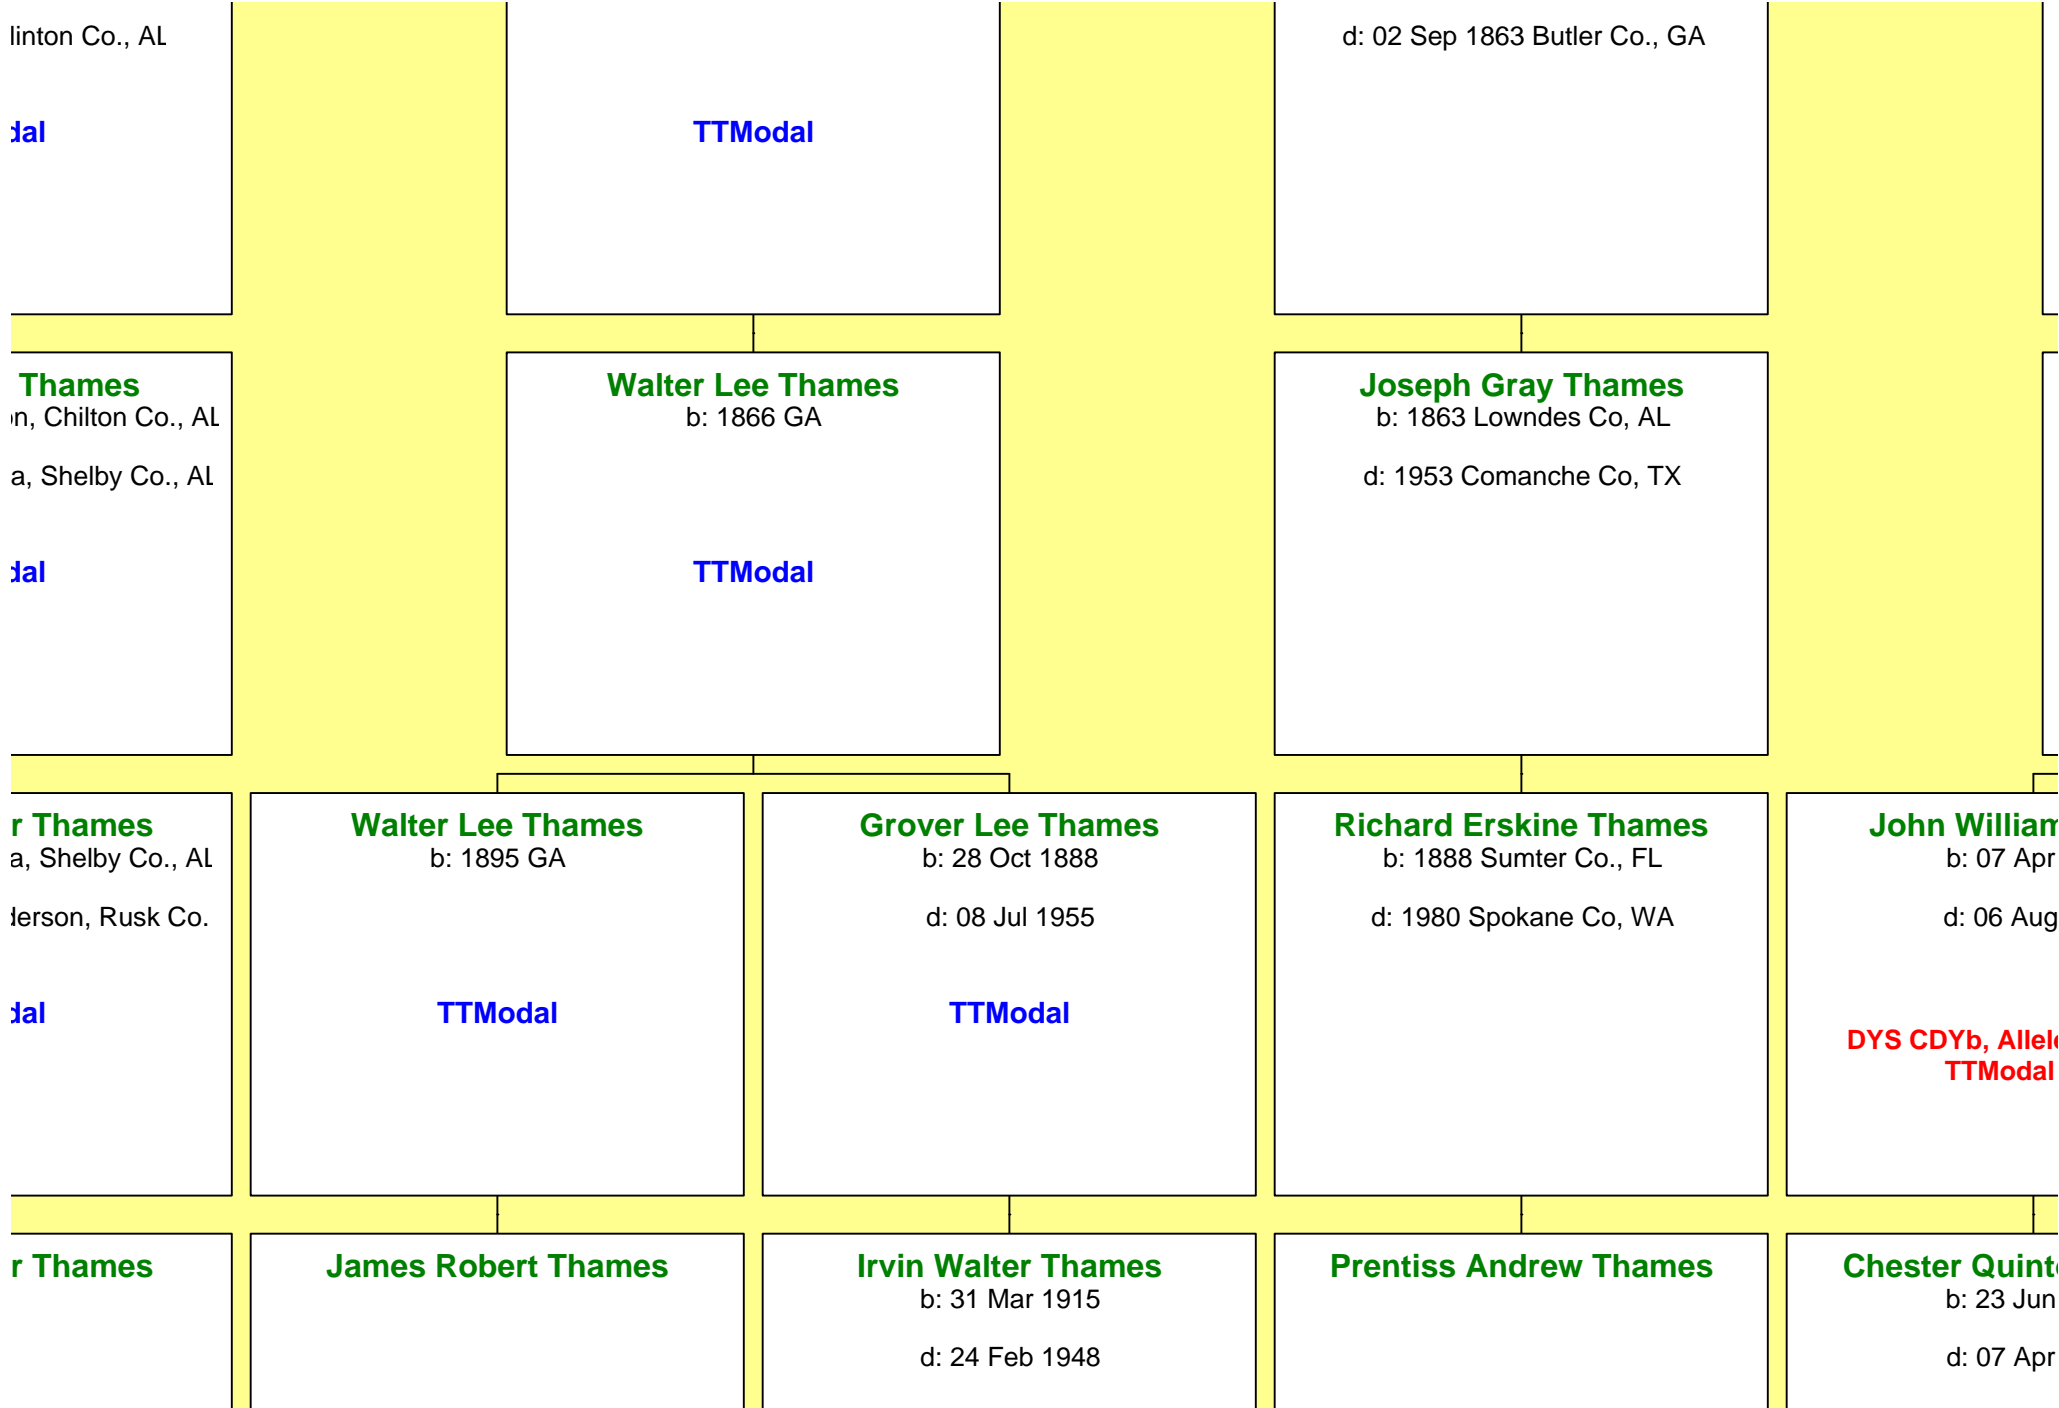 linton Co., AL
d: 02 Sep 1863 Butler Co., GA
dal
TTModal
Thames
n, Chilton Co., AL
a, Shelby Co., AL
dal
Walter Lee Thames
b: 1866 GA
TTModal
Joseph Gray Thames
b: 1863 Lowndes Co, AL
d: 1953 Comanche Co, TX
r Thames
a, Shelby Co., AL
derson, Rusk Co.
dal
Walter Lee Thames
b: 1895 GA
TTModal
Grover Lee Thames
b: 28 Oct 1888
d: 08 Jul 1955
TTModal
Richard Erskine Thames
b: 1888 Sumter Co., FL
d: 1980 Spokane Co, WA
John William
b: 07 Apr
d: 06 Aug
DYS CDYb, Allele
TTModal
r Thames
James Robert Thames
Irvin Walter Thames
b: 31 Mar 1915
d: 24 Feb 1948
Prentiss Andrew Thames
Chester Quinte
b: 23 Jun
d: 07 Apr